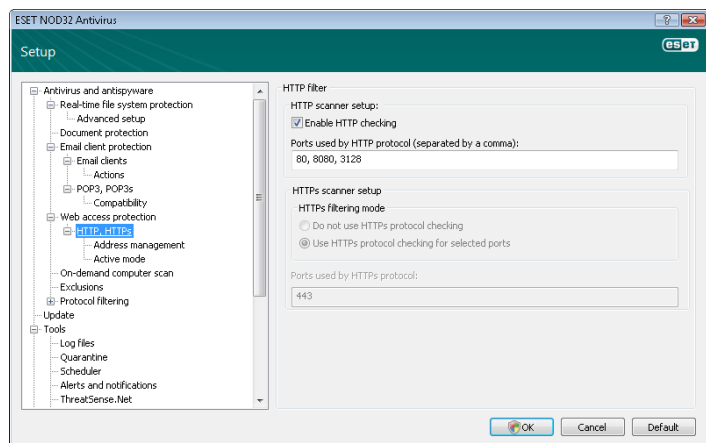 ESET NOD32 Antivirus
Setup
eset
Antivirus and antispyware
Real-time file system protection
Advanced setup
Document protection
Email client protection
Email clients
Actions
POP3, POP3s
Compatibility
Web access protection
HTTP, HTTPs
Address management
Active mode
On-demand computer scan
Exclusions
Protocol filtering
Update
Tools
Log files
Quarantine
Scheduler
Alerts and notifications
ThreatSense.Net
HTTP filter
HTTP scanner setup:
Enable HTTP checking
Ports used by HTTP protocol (separated by a comma):
80, 8080, 3128
HTTPs scanner setup
HTTPs filtering mode
Do not use HTTPs protocol checking
Use HTTPs protocol checking for selected ports
Ports used by HTTPs protocol:
443
OK
Cancel
Default